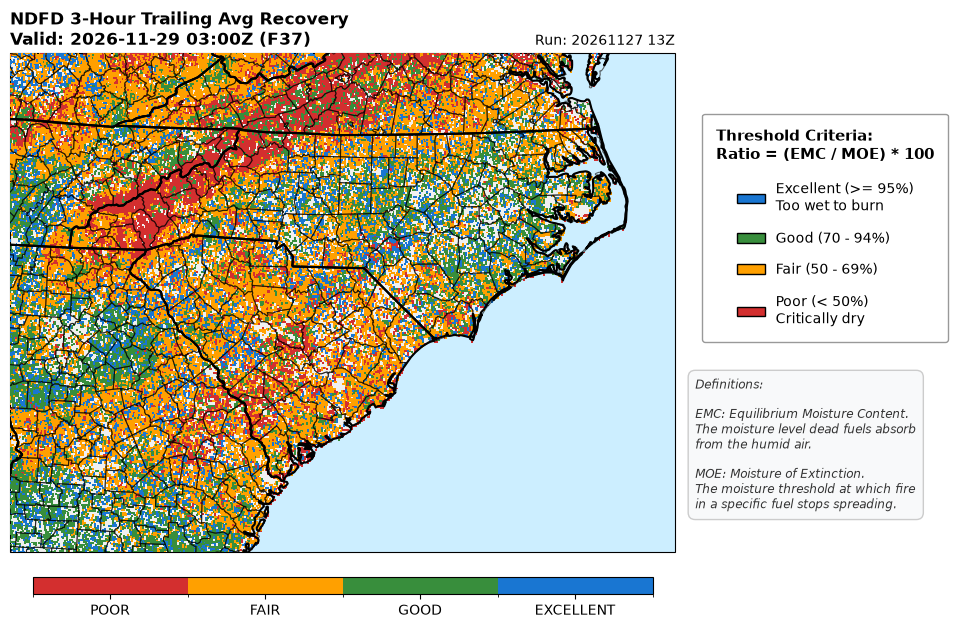 NDFD 3-Hour Trailing Avg Recovery
Valid: 2026-11-29 03:00Z (F37)
Run: 20261127 13Z
Threshold Criteria:
Ratio = (EMC / MOE) * 100
Excellent (>= 95%)
Too wet to burn
Good (70 - 94%)
Fair (50 - 69%)
Poor (< 50%)
Critically dry
Definitions:
EMC: Equilibrium Moisture Content.
The moisture level dead fuels absorb
from the humid air.
MOE: Moisture of Extinction.
The moisture threshold at which fire
in a specific fuel stops spreading.
POOR
FAIR
GOOD
EXCELLENT